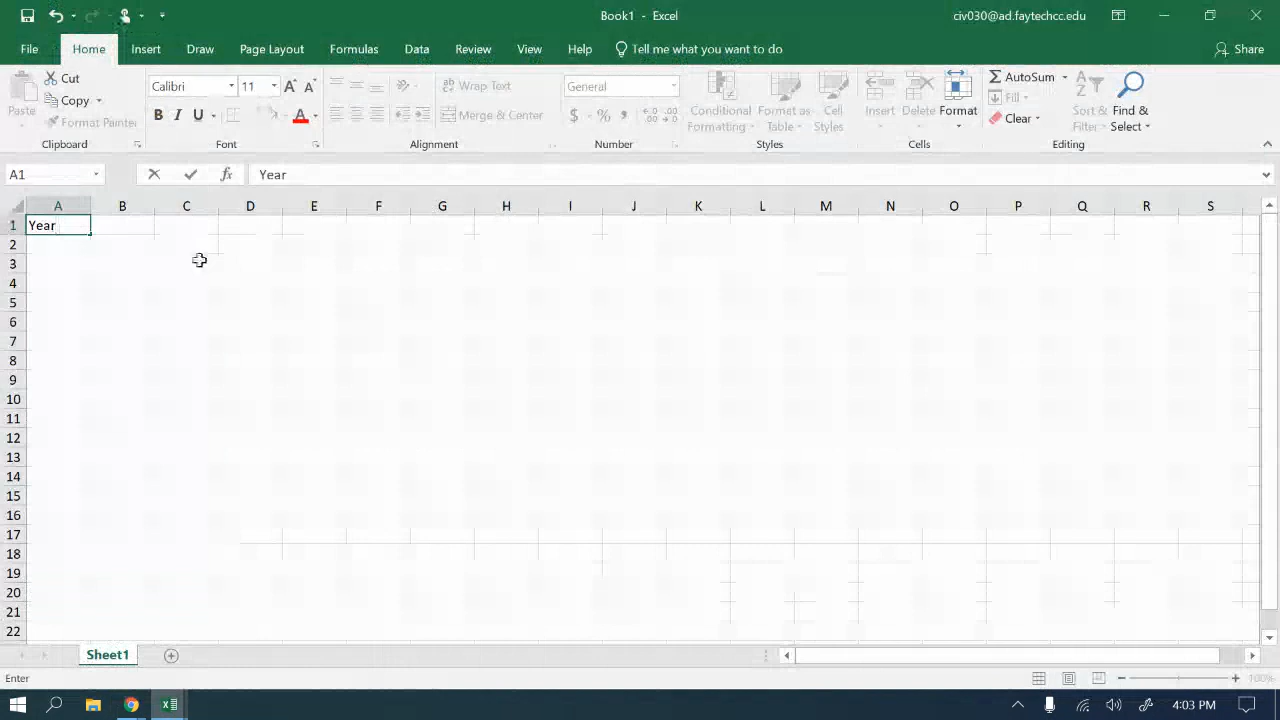 Book1 - Excel
civ030@ad.faytechcc.edu
File Home Insert Draw Page Layout Formulas Data Review View Help Tell me what you want to do Share
Paste Cut Copy Format Painter
Calibri 11 A A
B I U A
Wrap Text
Merge & Center
General
$ % ,
Conditional Formatting Format as Table Cell Styles
Insert Delete Format
AutoSum Fill Clear
Sort & Filter Find & Select
Clipboard Font Alignment Number Styles Cells Editing
A1 fx Year
A B C D E F G H I J K L M N O P Q R S
1 Year
2
3
4
5
6
7
8
9
10
11
12
13
14
15
16
17
18
19
20
21
22
Sheet1
Enter 100%
4:03 PM